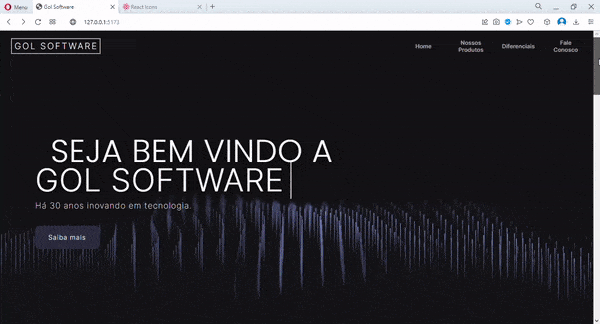 Menu
Gol Software
React Icons
127.0.0.1:5173
GOL SOFTWARE
Home
Nossos
Produtos
Diferenciais
Fale
Conosco
SEJA BEM VINDO A
GOL SOFTWARE
Há 30 anos inovando em tecnologia.
Saiba mais